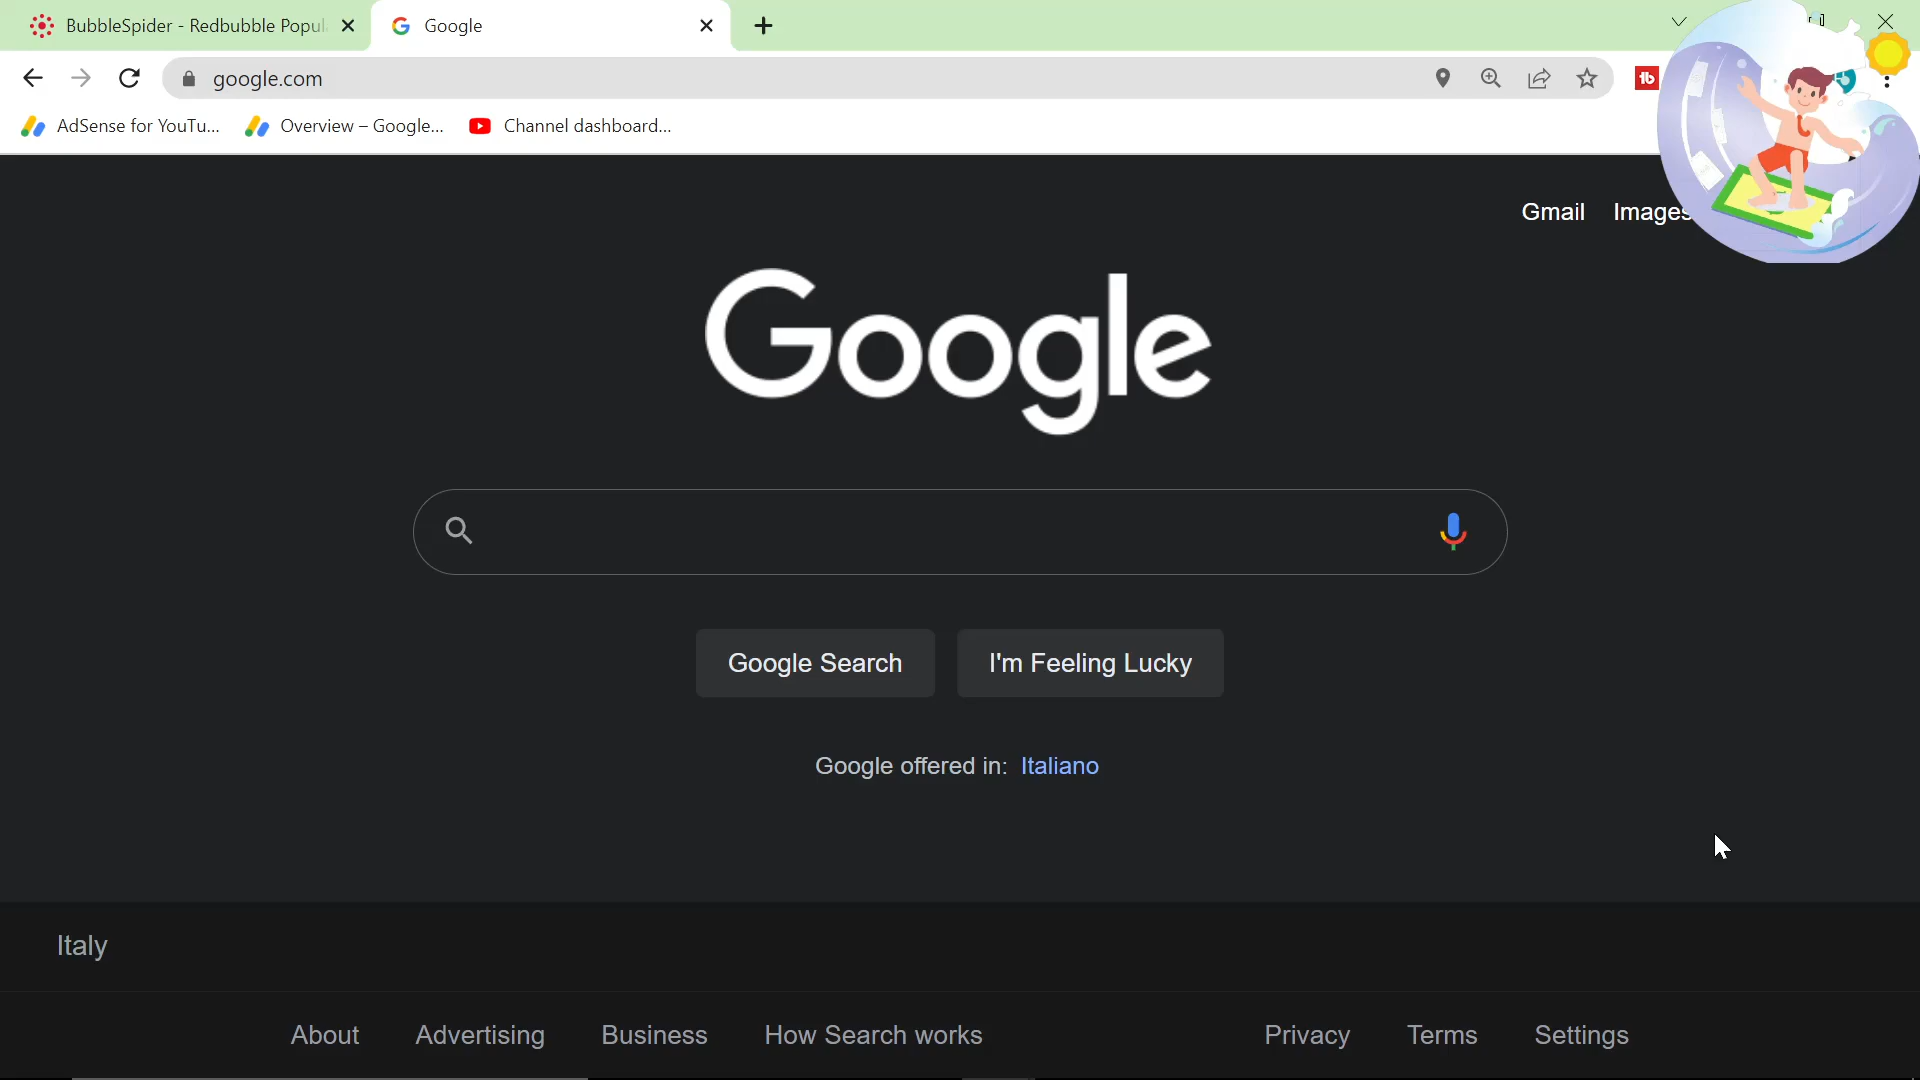 BubbleSpider - Redbubble Popul
Google
google.com
AdSense for YouTu...
Overview – Google...
Channel dashboard...
Gmail
Images
Google
Google Search
I'm Feeling Lucky
Google offered in: Italiano
Italy
About
Advertising
Business
How Search works
Privacy
Terms
Settings